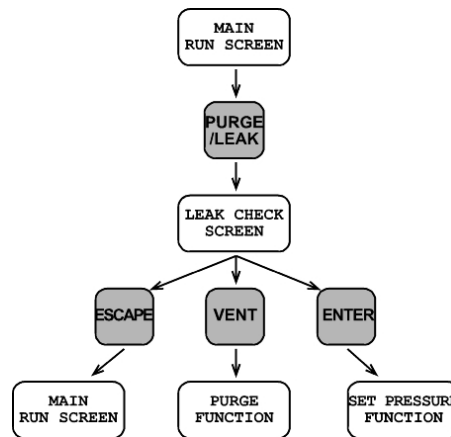 MAIN
RUN SCREEN
PURGE
/LEAK
LEAK CHECK
SCREEN
ESCAPE
VENT
ENTER
MAIN
RUN SCREEN
PURGE
FUNCTION
SET PRESSURE
FUNCTION